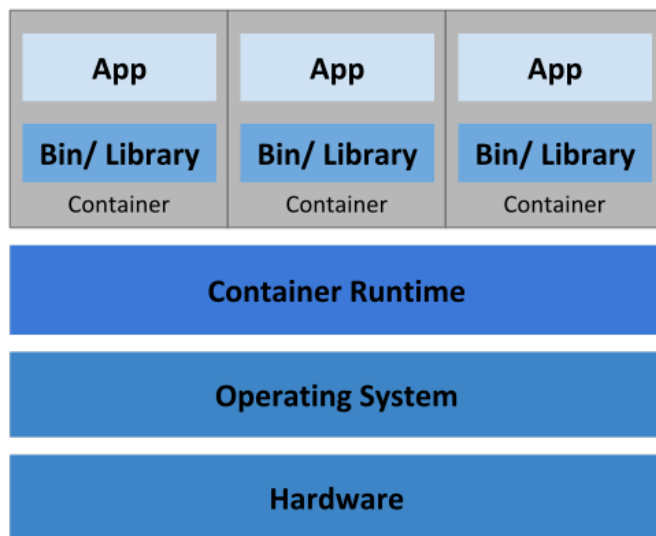 App App App
Bin/ Library Bin/ Library Bin/ Library
Container Container Container
Container Runtime
Operating System
Hardware